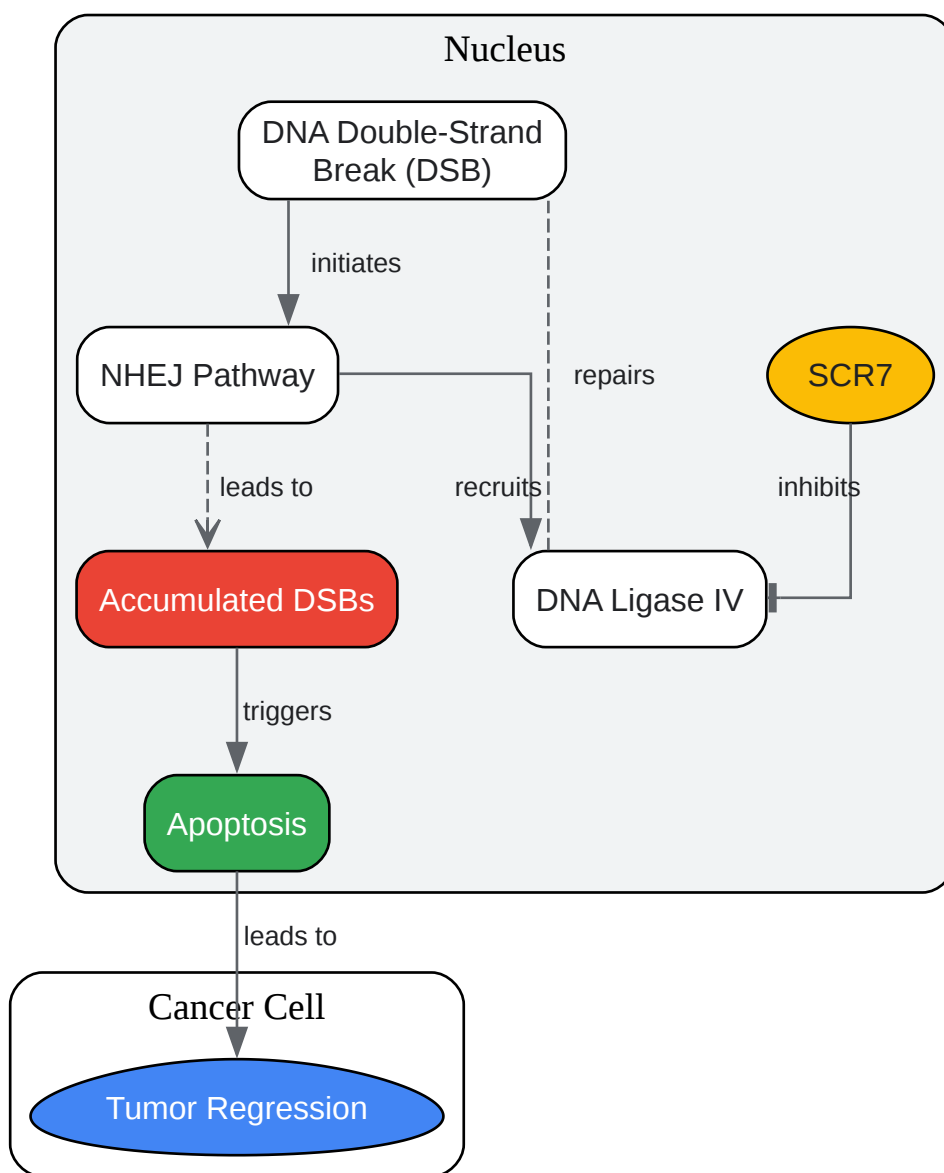 Nucleus
DNA Double-Strand
Break (DSB)
initiates
NHEJ Pathway
repairs
SCR7
leads to
recruits
inhibits
Accumulated DSBs
DNA Ligase IV
triggers
Apoptosis
leads to
Cancer Cell
Tumor Regression